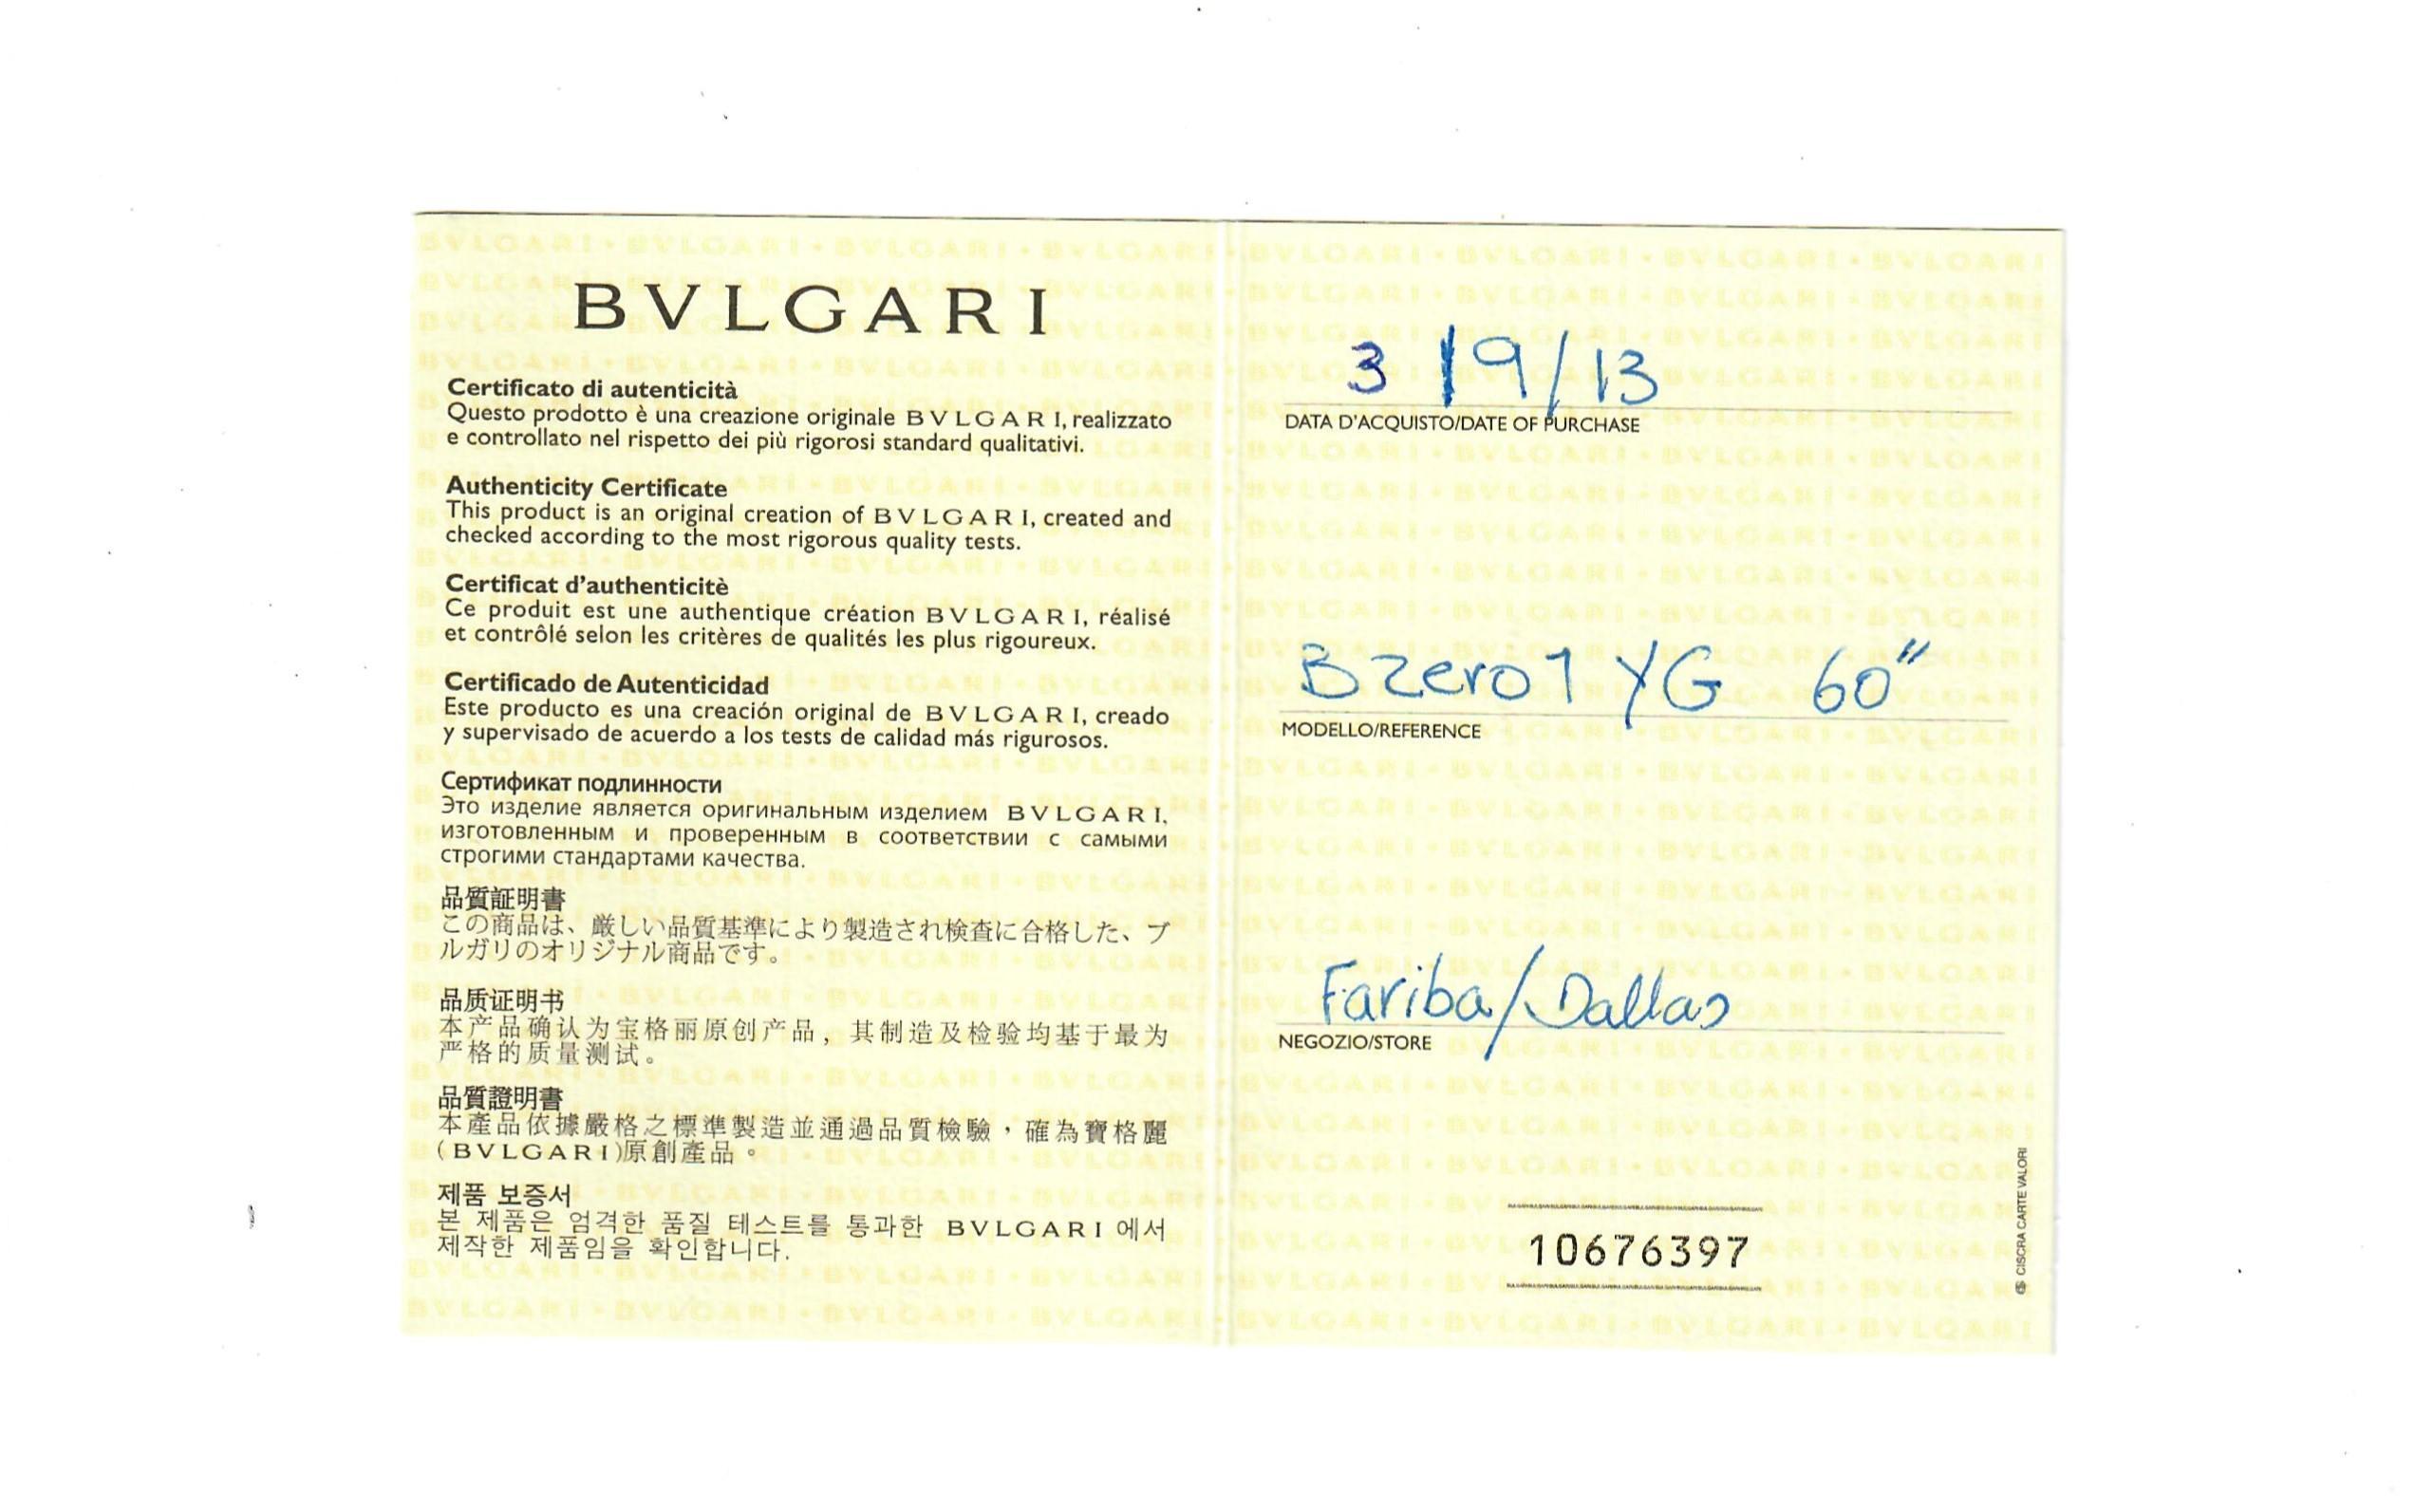 BVLGARI
Certificato di autenticità
Questo prodotto è una creazione originale BVLGARI, realizzato
e controllato nel rispetto dei più rigorosi standard qualitativi.
Authenticity Certificate
This product is an original creation of BVLGARI, created and
checked according to the most rigorous quality tests.
Certificat d'authenticitè
Ce produit est une authentique création BVLGARI, réalisé
et contrôlé selon les critères de qualités les plus rigoureux.
Certificado de Autenticidad
Este producto es una creación original de BVLGARI, creado
y supervisado de acuerdo a los tests de calidad más rigurosos.
Сертификат подлинности
Это изделие является оригинальным изделием BVLGARI,
изготовленным и проверенным в соответствии с самыми
строгими стандартами качества.
品質証明書
この商品は、厳しい品質基準により製造され検査に合格した、ブ
ルガリのオリジナル商品です。
品质证明书
本产品确认为宝格丽原创产品，其制造及检验均基于最为
严格的质量测试。
品質證明書
本產品依據嚴格之標準製造並通過品質檢驗，確為寶格麗
(BVLGARI)原創產品。
제품 보증서
본 제품은 엄격한 품질 테스트를 통과한 BVLGARI 에서
제작한 제품임을 확인합니다.
3 19/13
DATA D'ACQUISTO/DATE OF PURCHASE
B zero1 YG 60"
MODELLO/REFERENCE
Fariba/Dallas
NEGOZIO/STORE
10676397
CISCRA CARTE VALORI